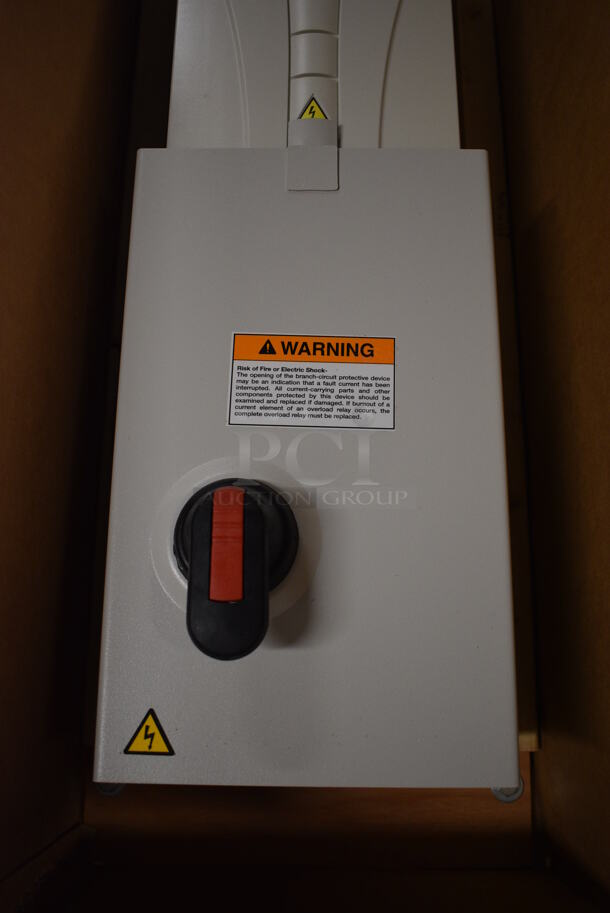 WARNING
Risk of Fire or Electric Shock-
The opening of the branch-circuit protective device
may be an indication that a fault current has been
interrupted. All current-carrying parts and other
components protected by this device should be
examined and replaced if damaged. If burnout of a
current element of an overload relay occurs, the
complete overload relay must be replaced.
PCI
AUCTION GROUP